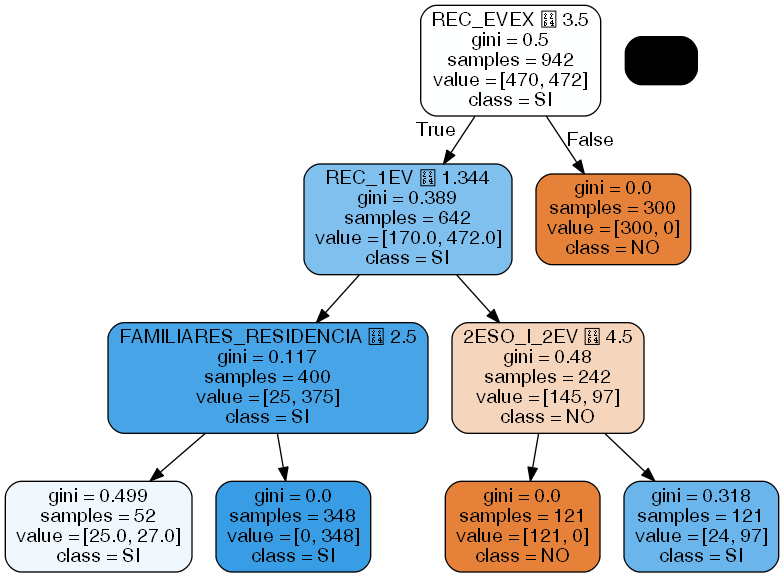 REC_EVEX 2264 3.5
gini = 0.5
samples = 942
value = [470, 472]
class = SI
True
False
REC_1EV 2264 1.344
gini = 0.389
samples = 642
value = [170.0, 472.0]
class = SI
gini = 0.0
samples = 300
value = [300, 0]
class = NO
FAMILIARES_RESIDENCIA 2264 2.5
gini = 0.117
samples = 400
value = [25, 375]
class = SI
2ESO_I_2EV 2264 4.5
gini = 0.48
samples = 242
value = [145, 97]
class = NO
gini = 0.499
samples = 52
value = [25.0, 27.0]
class = SI
gini = 0.0
samples = 348
value = [0, 348]
class = SI
gini = 0.0
samples = 121
value = [121, 0]
class = NO
gini = 0.318
samples = 121
value = [24, 97]
class = SI